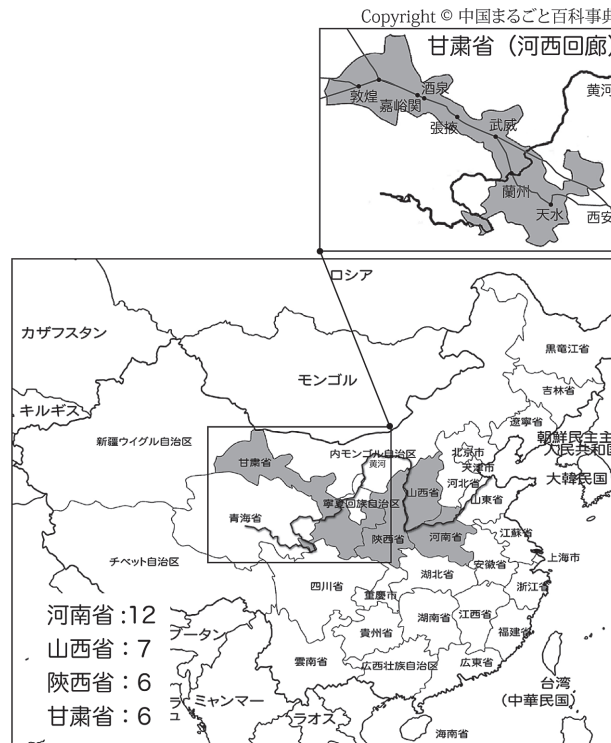 Copyright © 中国まるごと百科事典
甘粛省（河西回廊）
酒泉
敦煌
嘉峪関
張掖
武威
黄河
蘭州
天水
西安
ロシア
カザフスタン
モンゴル
キルギス
黒竜江省
吉林省
遼寧省
朝鮮民主主
人民共和国
大韓民国
新疆ウイグル自治区
内モンゴル自治区
北京市
天津市
黄河
甘粛省
河北省
山西省
山東省
寧夏回族自治区
青海省
陝西省
河南省
江蘇省
チベット自治区
安徽省
上海市
湖北省
四川省
重慶市
浙江省
河南省:12
湖南省
江西省
貴州省
福建省
ブータン
山西省：7
雲南省
広西壮族自治区
広東省
陝西省：6
台湾
（中華民国）
ミャンマー
甘粛省：6
ラオス
海南省